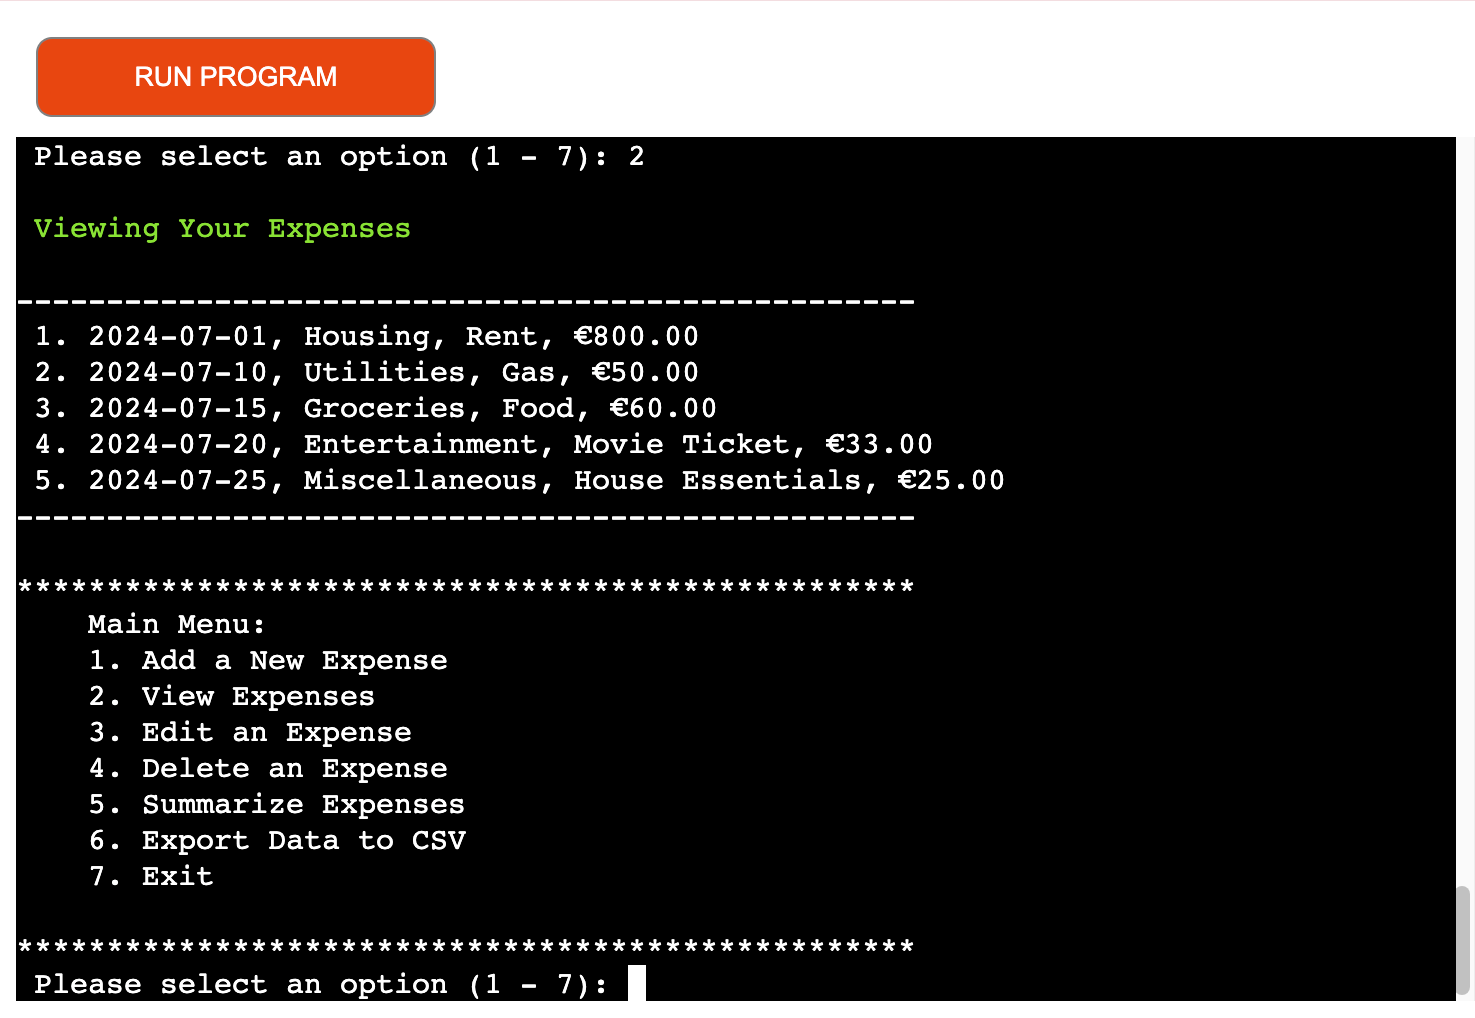 RUN PROGRAM
Please select an option (1 - 7): 2
Viewing Your Expenses
--------------------------------------------------
1. 2024-07-01, Housing, Rent, €800.00
2. 2024-07-10, Utilities, Gas, €50.00
3. 2024-07-15, Groceries, Food, €60.00
4. 2024-07-20, Entertainment, Movie Ticket, €33.00
5. 2024-07-25, Miscellaneous, House Essentials, €25.00
--------------------------------------------------
**************************************************
Main Menu:
1. Add a New Expense
2. View Expenses
3. Edit an Expense
4. Delete an Expense
5. Summarize Expenses
6. Export Data to CSV
7. Exit
**************************************************
Please select an option (1 - 7):